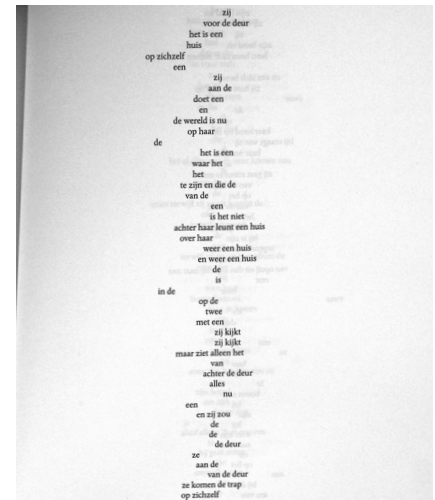 zij
voor de deur
het is een
huis
op zichzelf
een
zij
aan de
doet een
en
de wereld is nu
op haar
de
het is een
waar het
het
te zijn en die de
van de
een
is het niet
achter haar leunt een huis
over haar
weer een huis
en weer een huis
de
is
in de
op de
twee
met een
zij kijkt
zij kijkt
maar ziet alleen het
van
achter de deur
alles
nu
een
en zij zou
de
de
de deur
ze
aan de
van de deur
ze komen de trap
op zichzelf